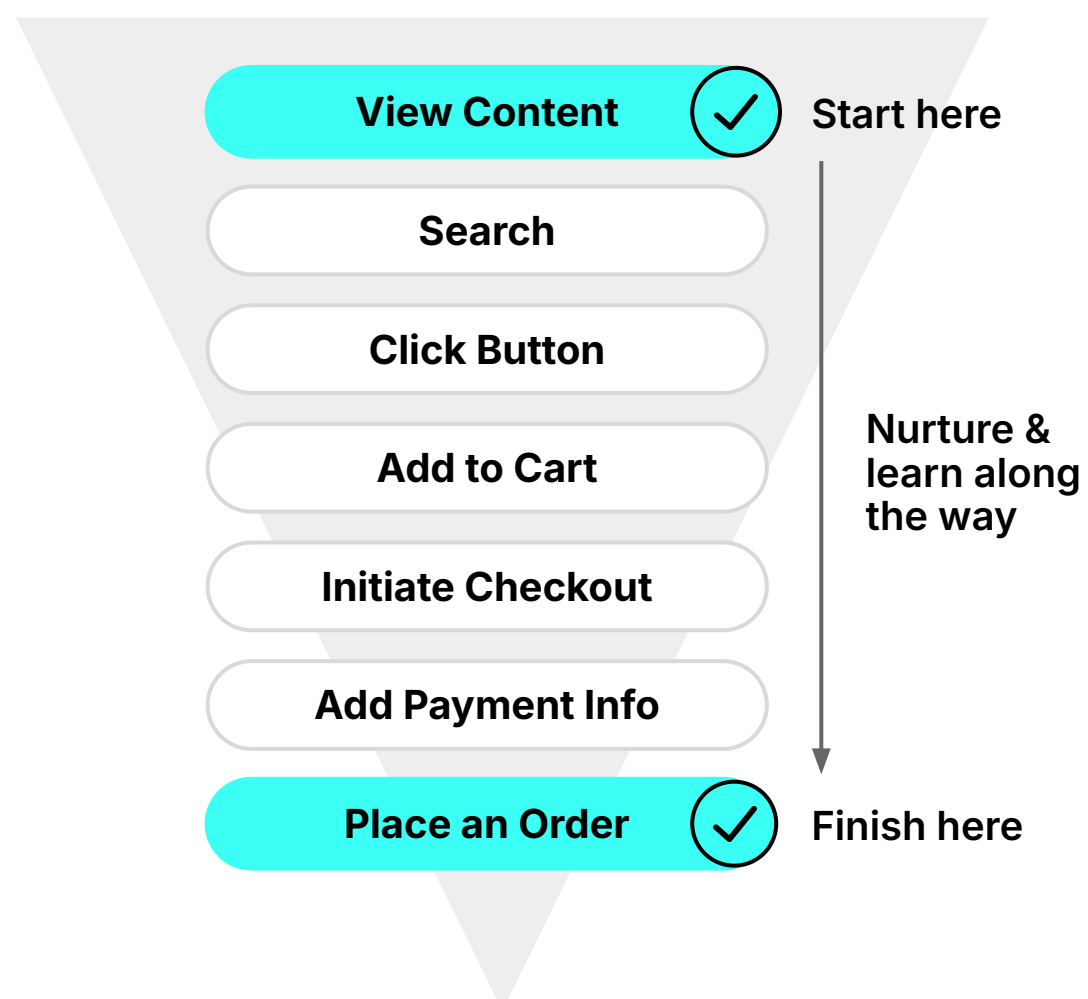 View Content
Start here
Search
Click Button
Nurture &
learn along
the way
Add to Cart
Initiate Checkout
Add Payment Info
Place an Order
Finish here